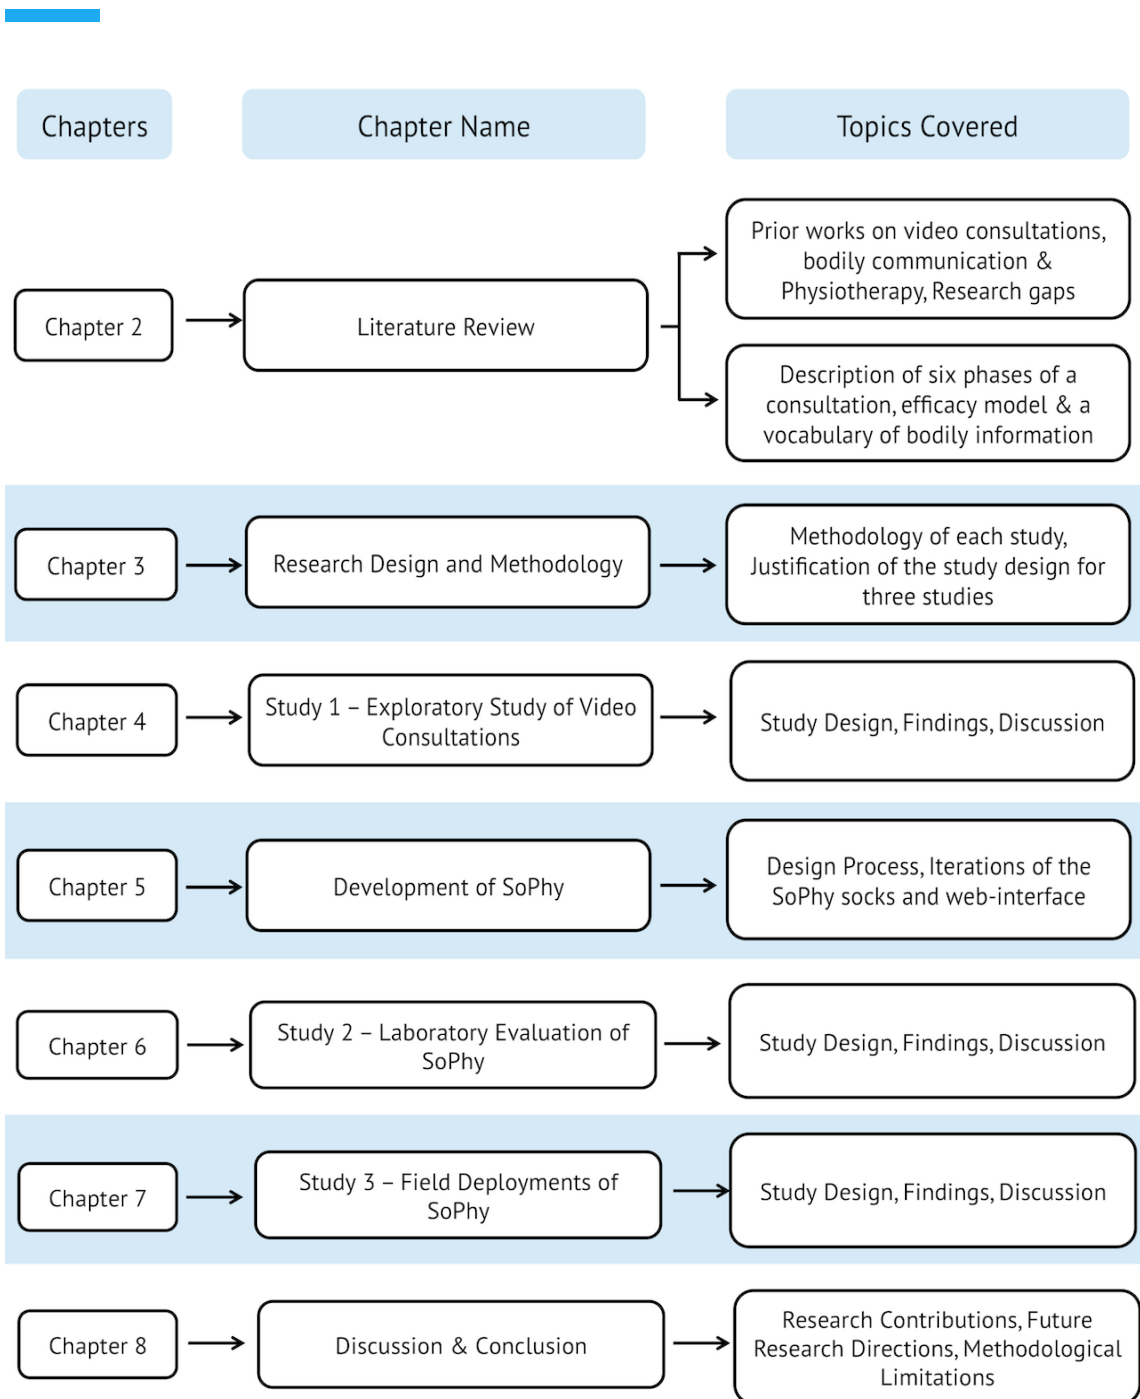 Chapters
Chapter Name
Topics Covered
Chapter 2
Literature Review
Prior works on video consultations,
bodily communication &
Physiotherapy, Research gaps
Description of six phases of a
consultation, efficacy model & a
vocabulary of bodily information
Chapter 3
Research Design and Methodology
Methodology of each study,
Justification of the study design for
three studies
Chapter 4
Study 1 – Exploratory Study of Video
Consultations
Study Design, Findings, Discussion
Chapter 5
Development of SoPhy
Design Process, Iterations of the
SoPhy socks and web-interface
Chapter 6
Study 2 – Laboratory Evaluation of
SoPhy
Study Design, Findings, Discussion
Chapter 7
Study 3 – Field Deployments of
SoPhy
Study Design, Findings, Discussion
Chapter 8
Discussion & Conclusion
Research Contributions, Future
Research Directions, Methodological
Limitations